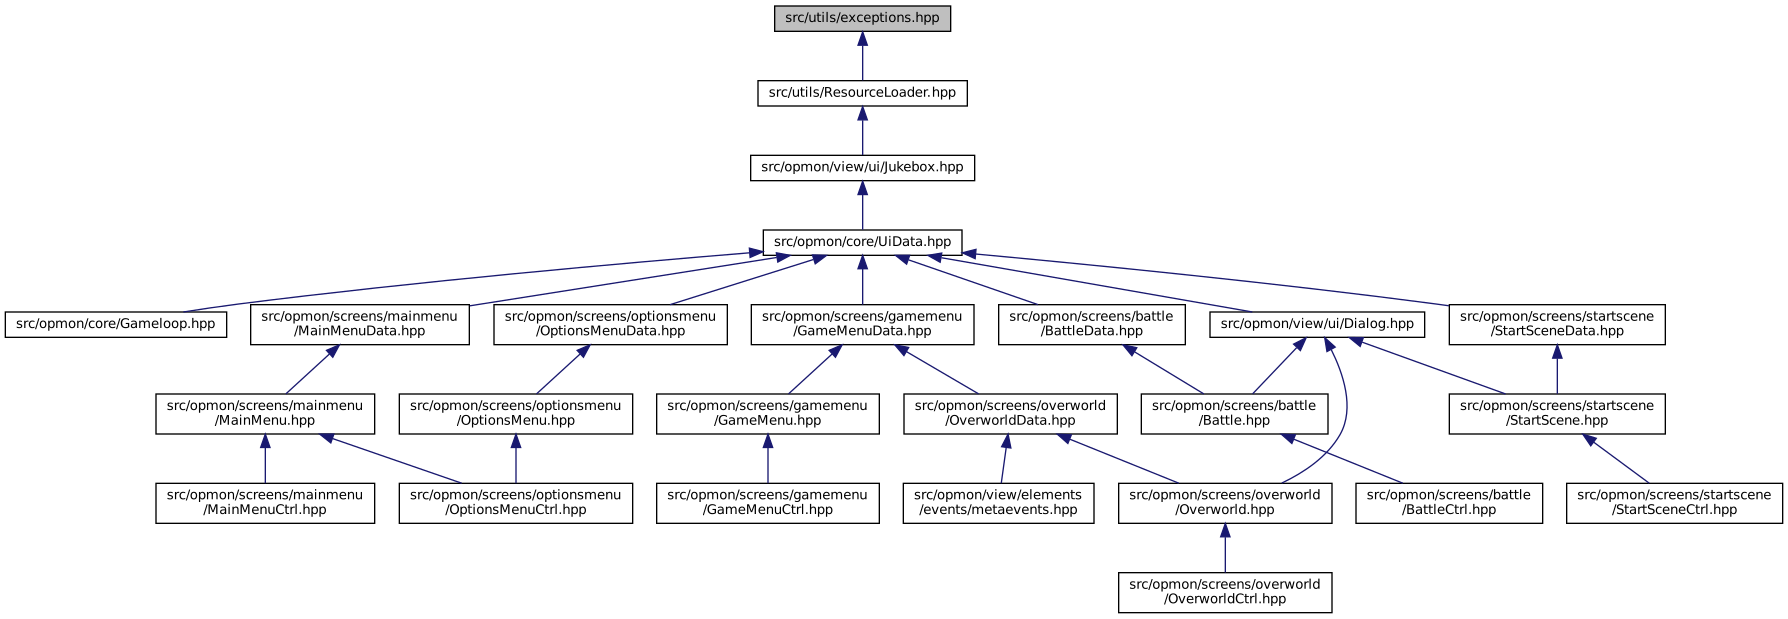 src/utils/exceptions.hpp
src/utils/ResourceLoader.hpp
src/opmon/view/ui/Jukebox.hpp
src/opmon/core/UiData.hpp
src/opmon/core/Gameloop.hpp
src/opmon/screens/mainmenu
/MainMenuData.hpp
src/opmon/screens/optionsmenu
/OptionsMenuData.hpp
src/opmon/screens/gamemenu
/GameMenuData.hpp
src/opmon/screens/battle
/BattleData.hpp
src/opmon/view/ui/Dialog.hpp
src/opmon/screens/startscene
/StartSceneData.hpp
src/opmon/screens/mainmenu
/MainMenu.hpp
src/opmon/screens/optionsmenu
/OptionsMenu.hpp
src/opmon/screens/gamemenu
/GameMenu.hpp
src/opmon/screens/overworld
/OverworldData.hpp
src/opmon/screens/battle
/Battle.hpp
src/opmon/screens/startscene
/StartScene.hpp
src/opmon/screens/mainmenu
/MainMenuCtrl.hpp
src/opmon/screens/optionsmenu
/OptionsMenuCtrl.hpp
src/opmon/screens/gamemenu
/GameMenuCtrl.hpp
src/opmon/view/elements
/events/metaevents.hpp
src/opmon/screens/overworld
/Overworld.hpp
src/opmon/screens/battle
/BattleCtrl.hpp
src/opmon/screens/startscene
/StartSceneCtrl.hpp
src/opmon/screens/overworld
/OverworldCtrl.hpp